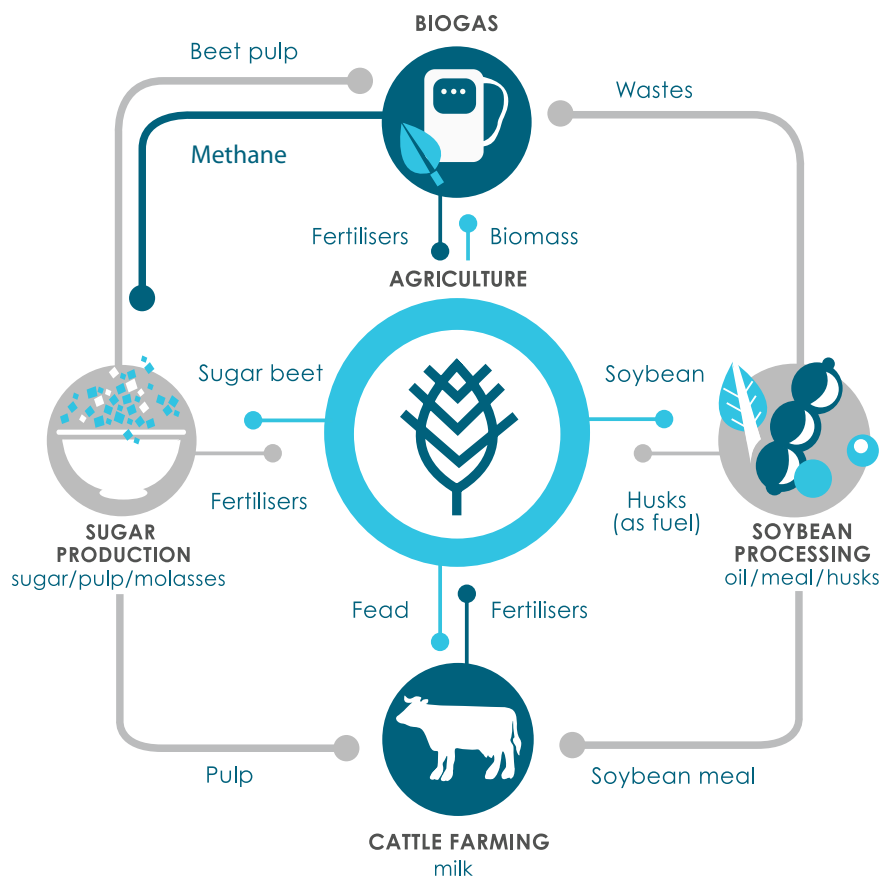 BIOGAS
Beet pulp
Wastes
Methane
Fertilisers
Biomass
AGRICULTURE
Sugar beet
Soybean
Fertilisers
Husks
(as fuel)
SUGAR
PRODUCTION
sugar/pulp/molasses
SOYBEAN
PROCESSING
oil/meal/husks
Fead
Fertilisers
Pulp
Soybean meal
CATTLE FARMING
milk